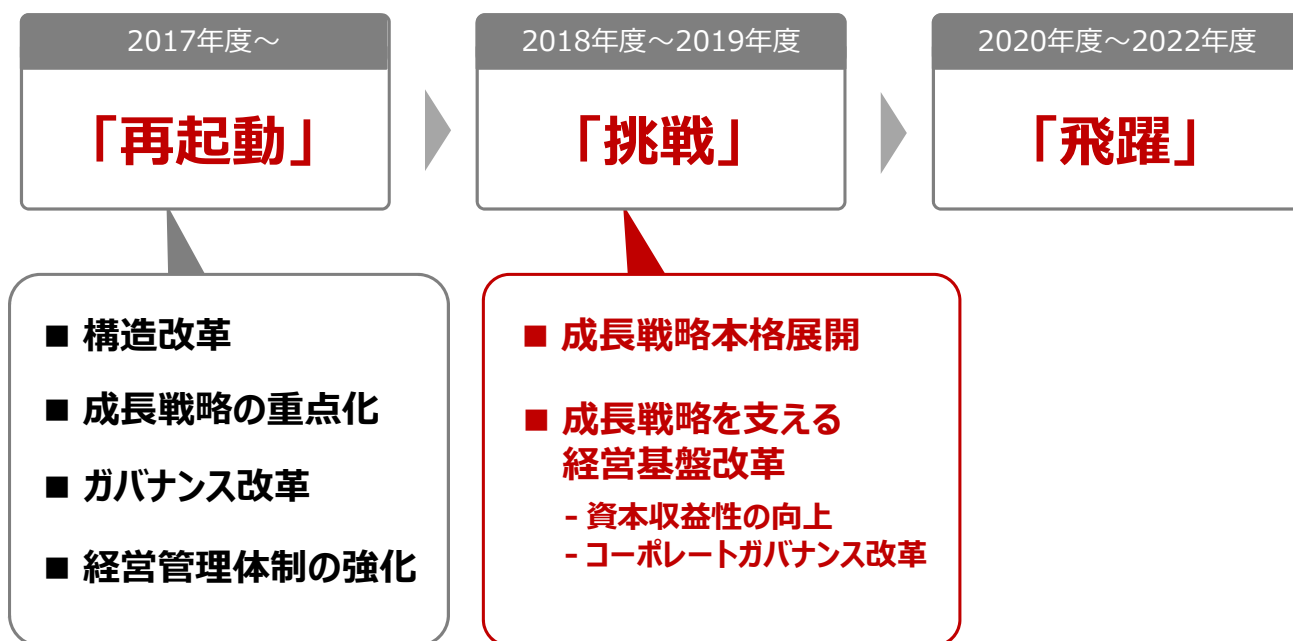 2017年度～
「再起動」
2018年度～2019年度
「挑戦」
2020年度～2022年度
「飛躍」
■ 構造改革
■ 成長戦略の重点化
■ ガバナンス改革
■ 経営管理体制の強化
■ 成長戦略本格展開
■ 成長戦略を支える
経営基盤改革
- 資本収益性の向上
- コーポレートガバナンス改革